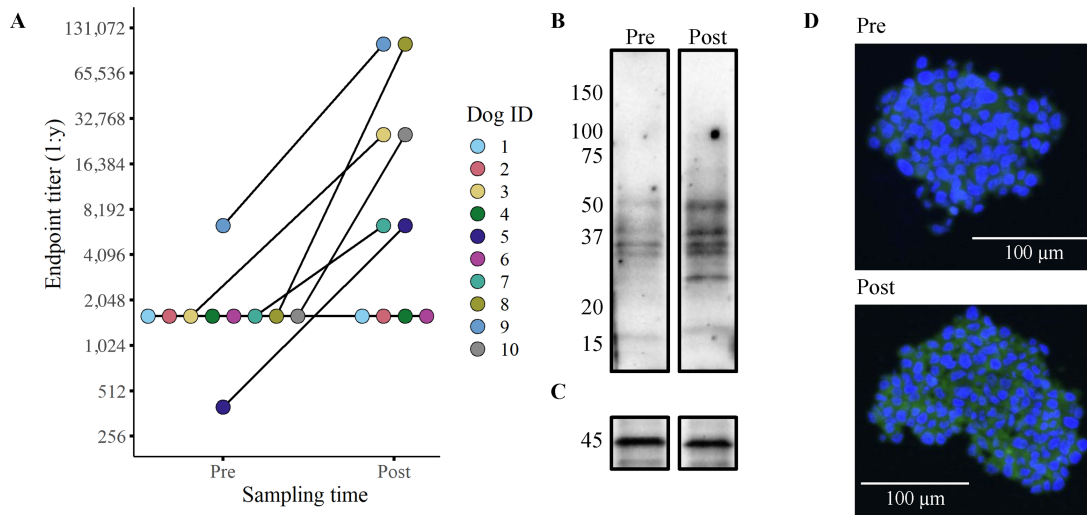 A
Endpoint titer (1:y)
131,072
65,536
32,768
16,384
8,192
4,096
2,048
1,024
512
256
Pre
Post
Sampling time
Dog ID
1
2
3
4
5
6
7
8
9
10
B
Pre
Post
150
100
75
50
37
20
15
C
45
D
Pre
100 μm
Post
100 μm